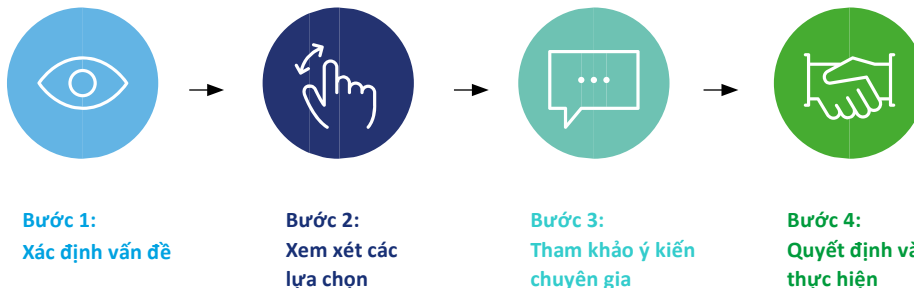 Bước 1:
Xác định vấn đề
Bước 2:
Xem xét các
lựa chọn
Bước 3:
Tham khảo ý kiến
chuyên gia
Bước 4:
Quyết định và
thực hiện